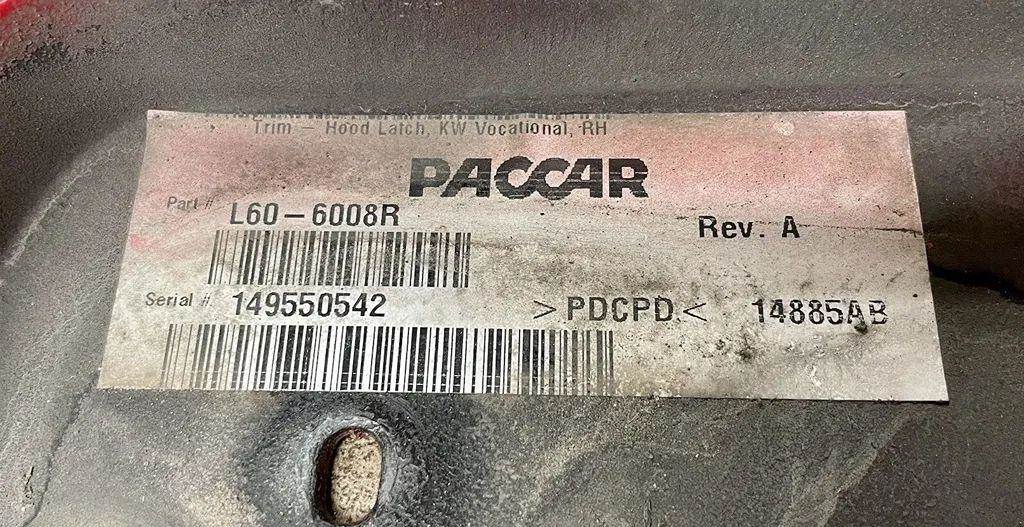 Trim - Hood Latch, KW Vocational, RH
PACCAR
Part # L60-6008R
Rev. A
Serial #. 149550542 >PDCPD.< 14885AB